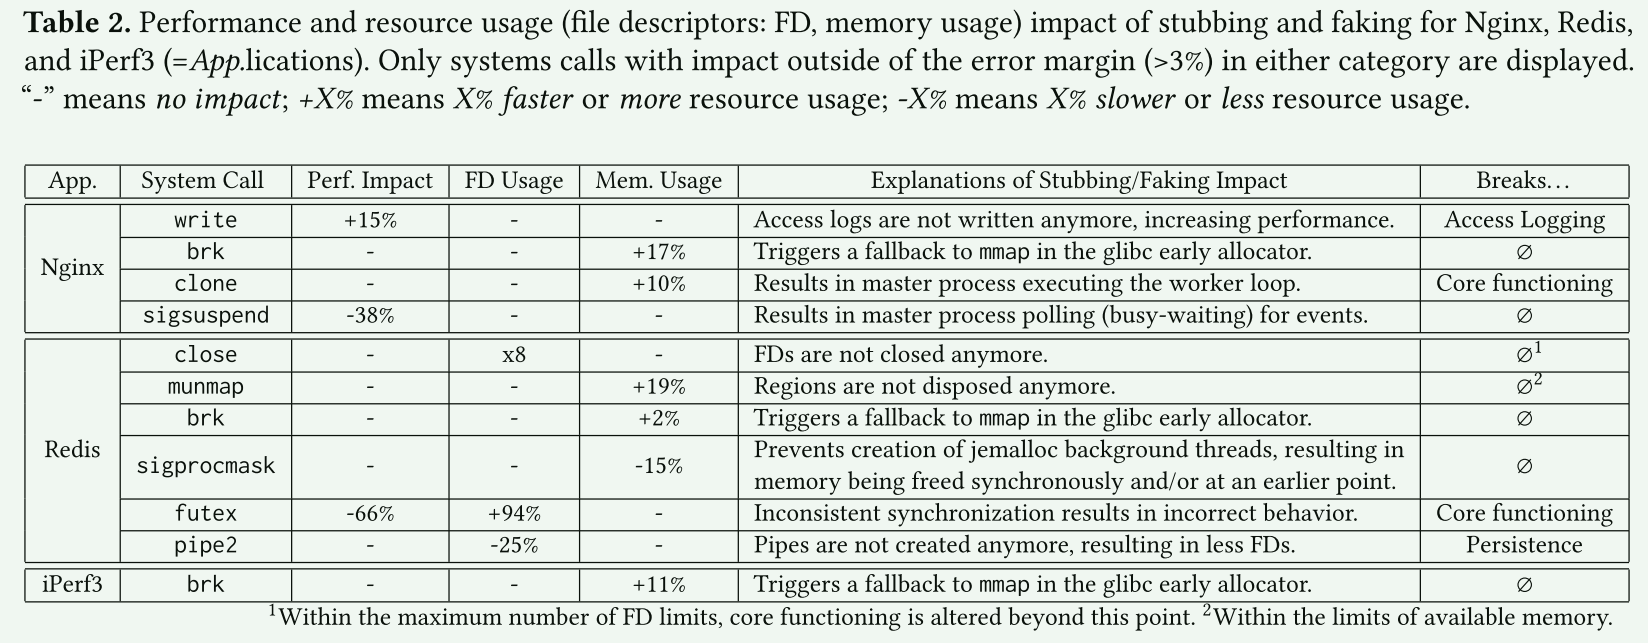 Table 2. Performance and resource usage (file descriptors: FD, memory usage) impact of stubbing and faking for Nginx, Redis,
and iPerf3 (=App.lications). Only systems calls with impact outside of the error margin (>3%) in either category are displayed.
“-” means no impact; +X% means X% faster or more resource usage; -X% means X% slower or less resource usage.
App. System Call Perf. Impact FD Usage Mem. Usage Explanations of Stubbing/Faking Impact Breaks…
Nginx
write +15% - - Access logs are not written anymore, increasing performance. Access Logging
brk - - +17% Triggers a fallback to mmap in the glibc early allocator. ∅
clone - - +10% Results in master process executing the worker loop. Core functioning
sigsuspend -38% - - Results in master process polling (busy-waiting) for events. ∅
Redis
close - x8 - FDs are not closed anymore. ∅1
munmap - - +19% Regions are not disposed anymore. ∅2
brk - - +2% Triggers a fallback to mmap in the glibc early allocator. ∅
sigprocmask - - -15% Prevents creation of jemalloc background threads, resulting in
memory being freed synchronously and/or at an earlier point. ∅
futex -66% +94% - Inconsistent synchronization results in incorrect behavior. Core functioning
pipe2 - -25% - Pipes are not created anymore, resulting in less FDs. Persistence
iPerf3 brk - - +11% Triggers a fallback to mmap in the glibc early allocator. ∅
1Within the maximum number of FD limits, core functioning is altered beyond this point. 2Within the limits of available memory.